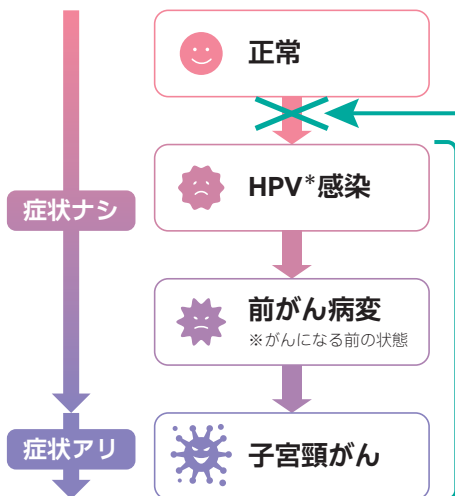 正常
HPV*感染
症状ナシ
前がん病変
※がんになる前の状態
症状アリ
子宮頸がん